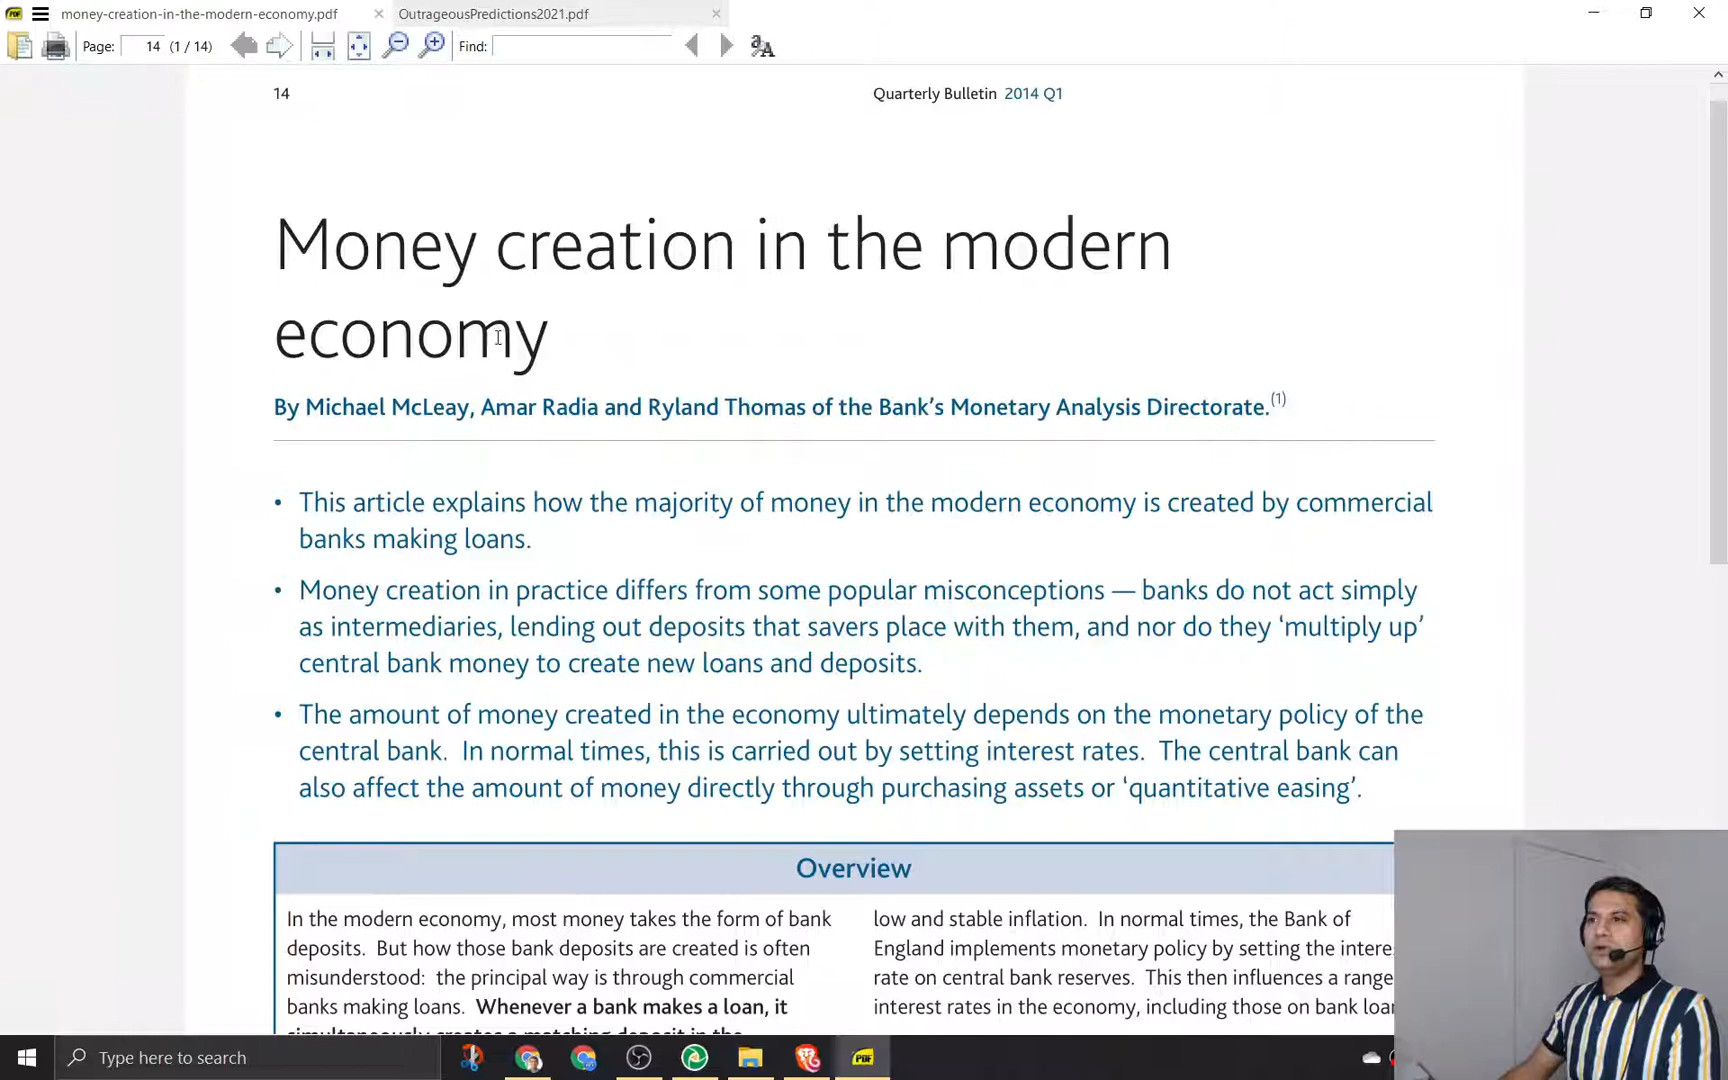 money-creation-in-the-modern-economy.pdf
OutrageousPredictions2021.pdf
Page: 14 (1 / 14)
Find:
14
Quarterly Bulletin 2014 Q1
Money creation in the modern
economy
By Michael McLeay, Amar Radia and Ryland Thomas of the Bank’s Monetary Analysis Directorate.(1)
• This article explains how the majority of money in the modern economy is created by commercial
banks making loans.
• Money creation in practice differs from some popular misconceptions — banks do not act simply
as intermediaries, lending out deposits that savers place with them, and nor do they ‘multiply up’
central bank money to create new loans and deposits.
• The amount of money created in the economy ultimately depends on the monetary policy of the
central bank. In normal times, this is carried out by setting interest rates. The central bank can
also affect the amount of money directly through purchasing assets or ‘quantitative easing’.
Overview
In the modern economy, most money takes the form of bank
deposits. But how those bank deposits are created is often
misunderstood: the principal way is through commercial
banks making loans. Whenever a bank makes a loan, it
simultaneously creates a matching deposit in the
low and stable inflation. In normal times, the Bank of
England implements monetary policy by setting the intere
rate on central bank reserves. This then influences a range
interest rates in the economy, including those on bank loan
Type here to search
PDF